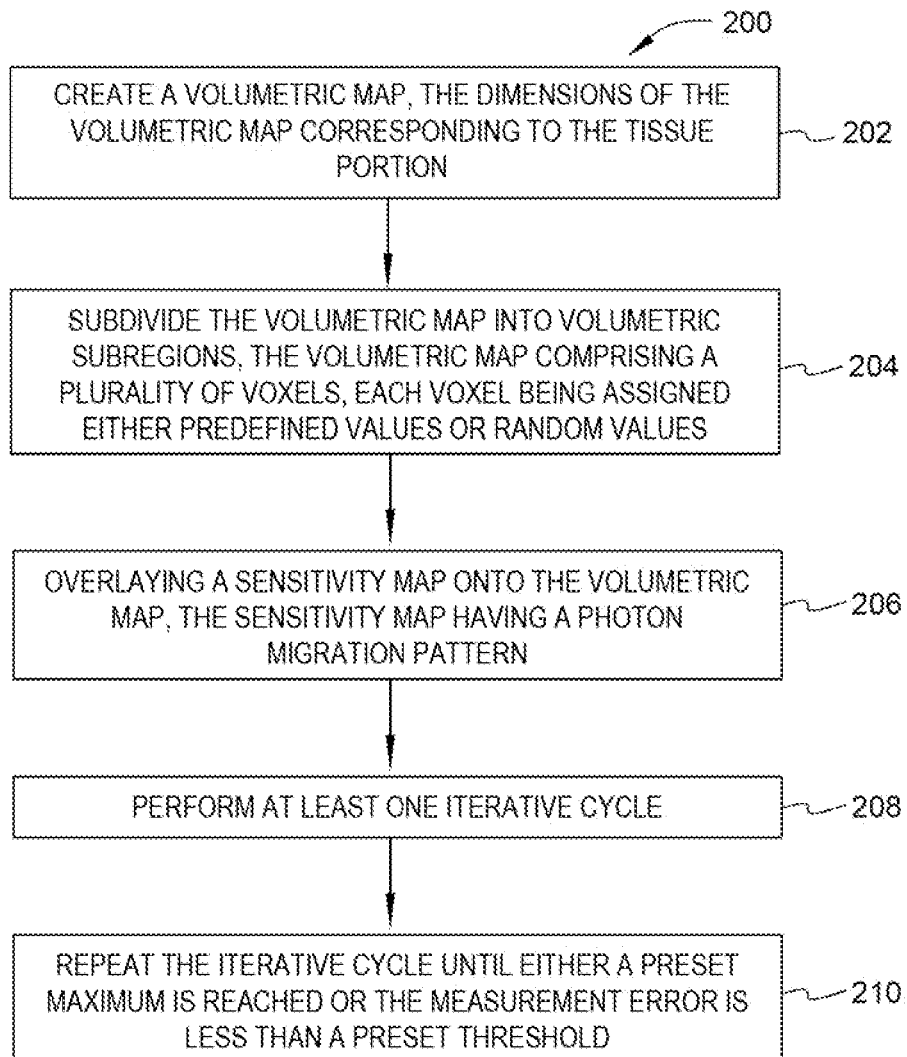 200
CREATE A VOLUMETRIC MAP, THE DIMENSIONS OF THE
VOLUMETRIC MAP CORRESPONDING TO THE TISSUE
PORTION
202
SUBDIVIDE THE VOLUMETRIC MAP INTO VOLUMETRIC
SUBREGIONS, THE VOLUMETRIC MAP COMPRISING A
PLURALITY OF VOXELS, EACH VOXEL BEING ASSIGNED
EITHER PREDEFINED VALUES OR RANDOM VALUES
204
OVERLAYING A SENSITIVITY MAP ONTO THE VOLUMETRIC
MAP, THE SENSITIVITY MAP HAVING A PHOTON
MIGRATION PATTERN
206
PERFORM AT LEAST ONE ITERATIVE CYCLE
208
REPEAT THE ITERATIVE CYCLE UNTIL EITHER A PRESET
MAXIMUM IS REACHED OR THE MEASUREMENT ERROR IS
LESS THAN A PRESET THRESHOLD
210